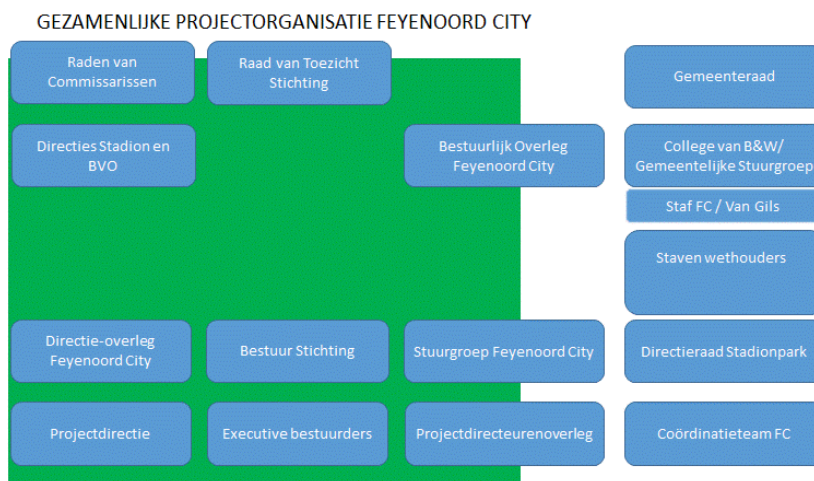 GEZAMENLIJKE PROJECTORGANISATIE FEYENOORD CITY
Raden van
Commissarissen
Raad van Toezicht
Stichting
Gemeenteraad
Directies Stadion en
BVO
Bestuurlijk Overleg
Feyenoord City
College van B&W/
Gemeentelijke Stuurgroep
Staf FC / Van Gils
Staven wethouders
Directie-overleg
Feyenoord City
Bestuur Stichting
Stuurgroep Feyenoord City
Directieraad Stadionpark
Projectdirectie
Executive bestuurders
Projectdirecteurenoverleg
Coördinatieteam FC